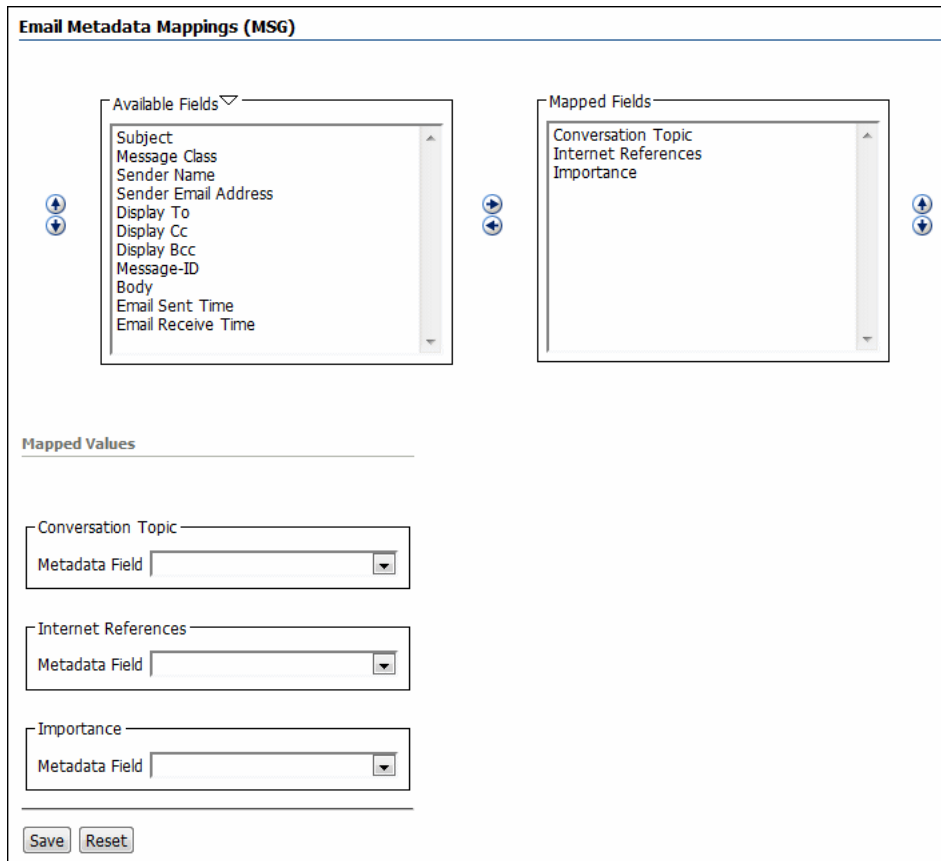 Email Metadata Mappings (MSG)
Available Fields
Subject
Message Class
Sender Name
Sender Email Address
Display To
Display Cc
Display Bcc
Message-ID
Body
Email Sent Time
Email Receive Time
Mapped Fields
Conversation Topic
Internet References
Importance
Mapped Values
Conversation Topic
Metadata Field
Internet References
Metadata Field
Importance
Metadata Field
Save Reset